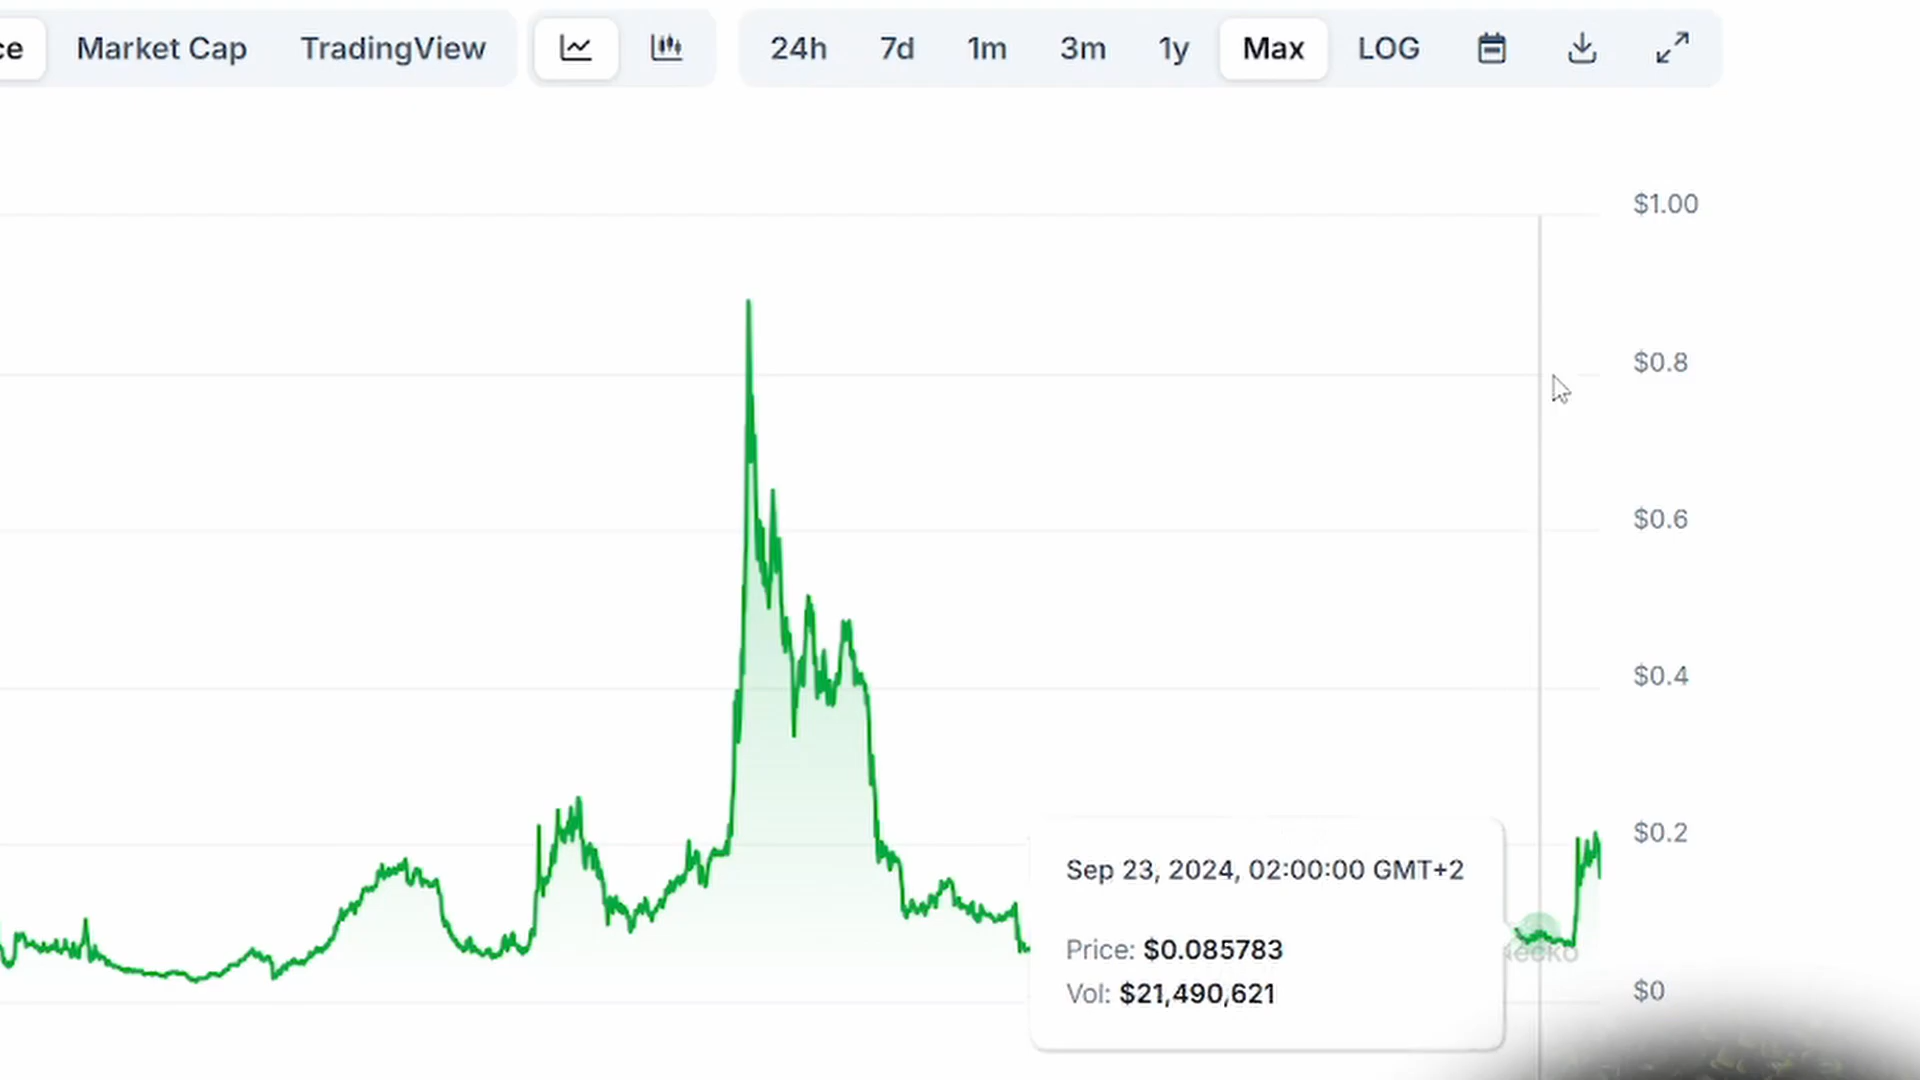 ce Market Cap TradingView 24h 7d 1m 3m 1y Max LOG
$1.00
$0.8
$0.6
$0.4
$0.2
$0
Sep 23, 2024, 02:00:00 GMT+2
Price: $0.085783
Vol: $21,490,621